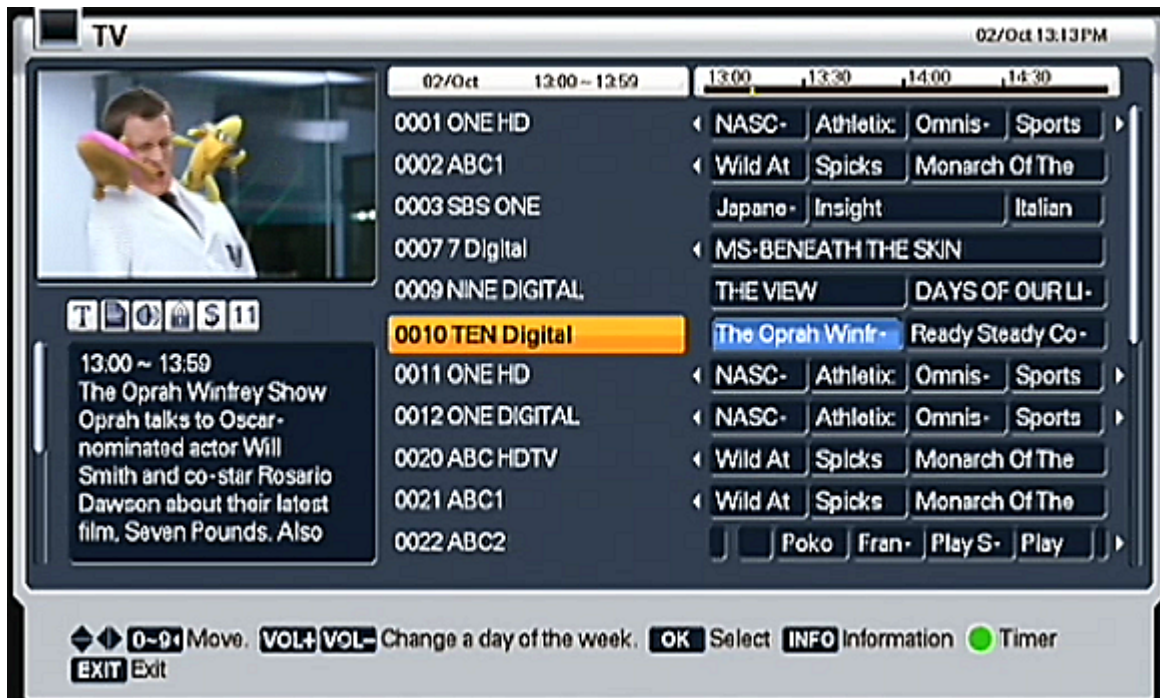 TV
02/Oct 13:13PM
02/Oct 13:00 ~ 13:59
13:00 13:30 14:00 14:30
0001 ONE HD NASC- Athletix: Omnis- Sports
0002 ABC1 Wild At Spicks Monarch Of The
0003 SBS ONE Japane- Insight Italian
0007 7 Digital MS-BENEATH THE SKIN
0009 NINE DIGITAL THE VIEW DAYS OF OUR LI-
0010 TEN Digital The Oprah Winfr- Ready Steady Co-
0011 ONE HD NASC- Athletix: Omnis- Sports
0012 ONE DIGITAL NASC- Athletix: Omnis- Sports
0020 ABC HDTV Wild At Spicks Monarch Of The
0021 ABC1 Wild At Spicks Monarch Of The
0022 ABC2 Poko Fran- Play S- Play
T S 11
13:00 ~ 13:59
The Oprah Winfrey Show
Oprah talks to Oscar-
nominated actor Will
Smith and co-star Rosario
Dawson about their latest
film, Seven Pounds. Also
0~9 Move. VOL+ VOL- Change a day of the week. OK Select INFO Information Timer
EXIT Exit